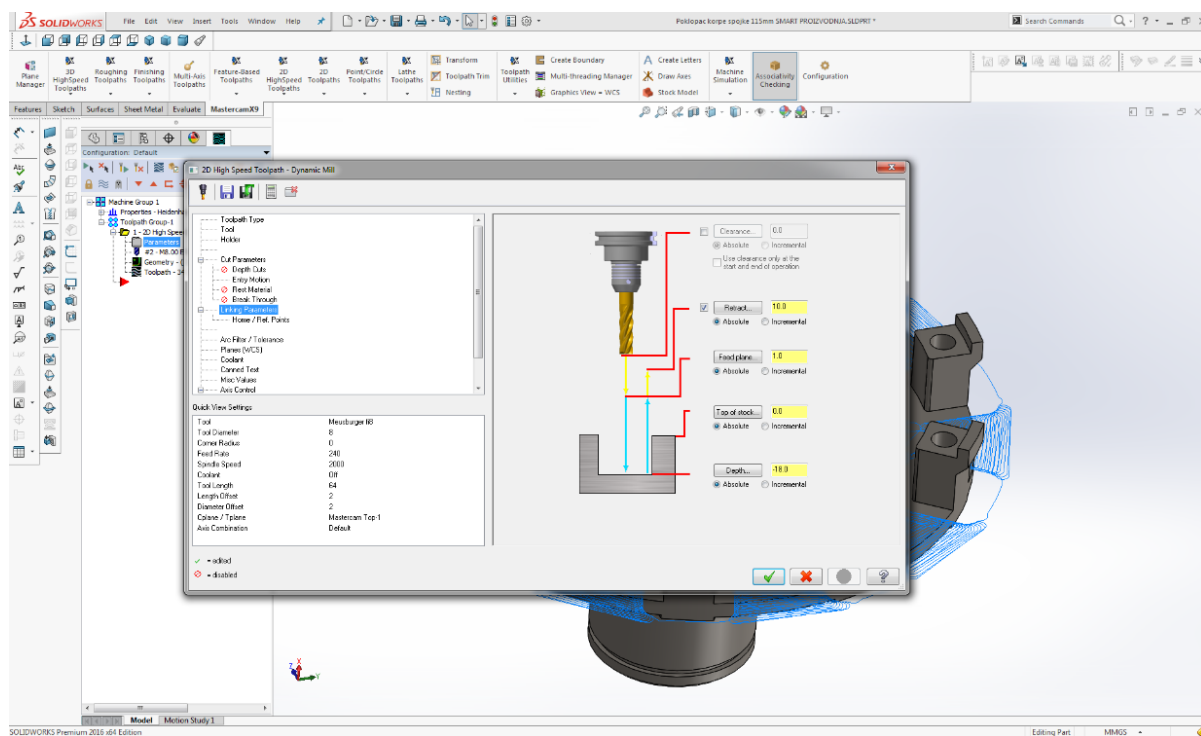 SOLIDWORKS File Edit View Insert Tools Window Help Poklopac korpe spojke 115mm SMART PROIZVODNJA.SLDPRT * Search Commands
Plane Manager
3D HighSpeed Toolpaths
Roughing Toolpaths
Finishing Toolpaths
Multi-Axis Toolpaths
Feature-Based Toolpaths
2D HighSpeed Toolpaths
2D Toolpaths
Point/Circle Toolpaths
Lathe Toolpaths
Transform
Toolpath Trim
Nesting
Toolpath Utilities
Create Boundary
Multi-threading Manager
Graphics View = WCS
Create Letters
Draw Axes
Stock Model
Machine Simulation
Associativity Checking
Configuration
Features Sketch Surfaces Sheet Metal Evaluate MastercamX9
Configuration: Default
Machine Group 1
Properties - Heidenh
Toolpath Group-1
1 - 2D High Spee
Parameters
#2 - M8.00
Geometry -
Toolpath -
2D High Speed Toolpath - Dynamic Mill
Toolpath Type
Tool
Holder
Cut Parameters
Depth Cuts
Entry Motion
Rest Material
Break Through
Linking Parameters
Home / Ref. Points
Arc Filter / Tolerance
Planes (WCS)
Coolant
Canned Text
Misc Values
Axis Control
Quick View Settings
Tool Meusburger fi8
Tool Diameter 8
Corner Radius 0
Feed Rate 240
Spindle Speed 2000
Coolant Off
Tool Length 64
Length Offset 2
Diameter Offset 2
Cplane / Tplane Mastercam Top-1
Axis Combination Default
= edited
= disabled
Clearance... 0.0
Absolute Incremental
Use clearance only at the
start and end of operation
Retract... 10.0
Absolute Incremental
Feed plane... 1.0
Absolute Incremental
Top of stock... 0.0
Absolute Incremental
Depth... -18.0
Absolute Incremental
Z X Y
Model Motion Study 1
SOLIDWORKS Premium 2016 x64 Edition Editing Part MMGS